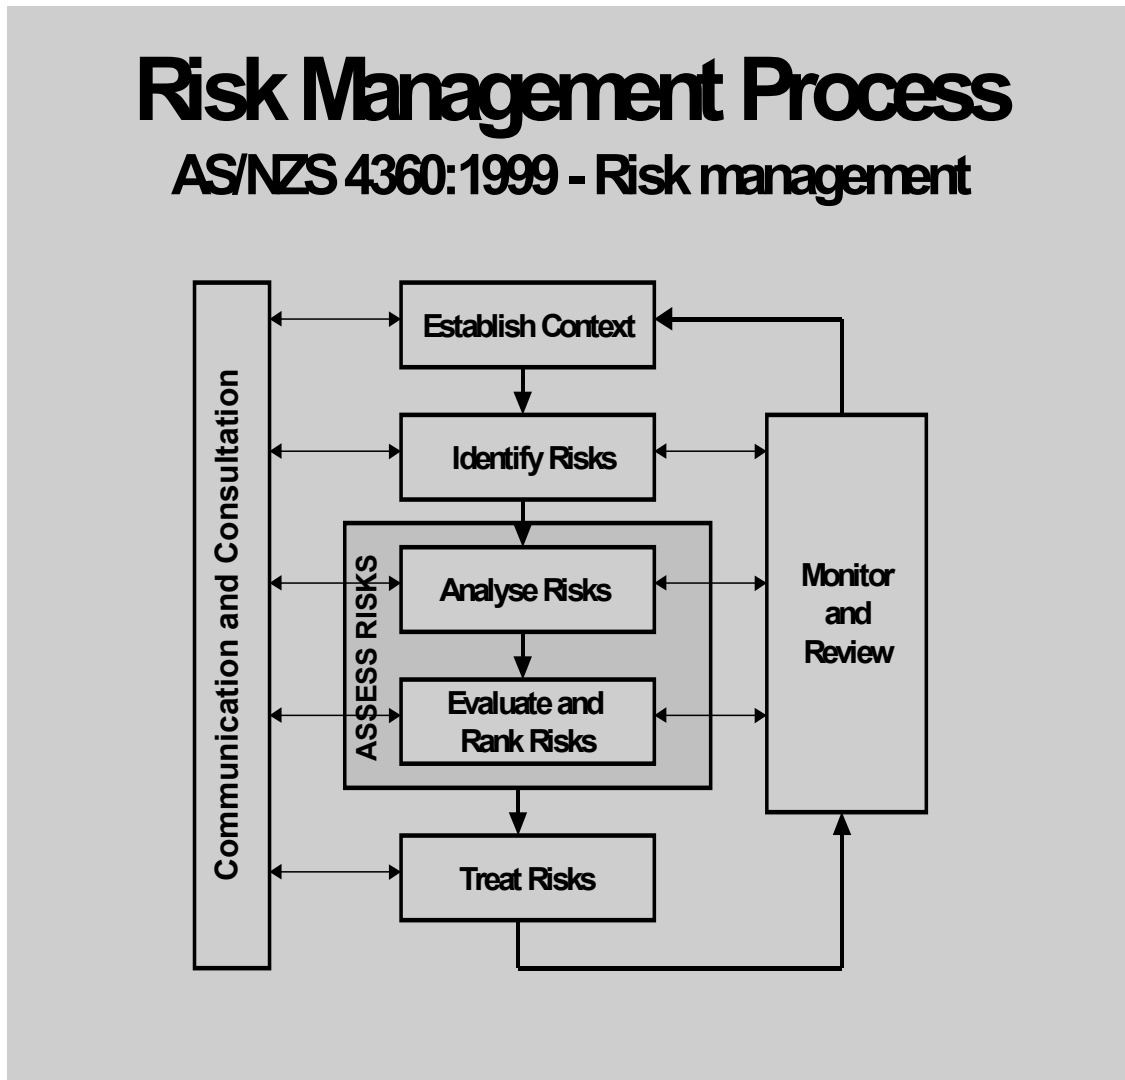 Risk Management Process
AS/NZS 4360:1999 - Risk management
Communication and Consultation
Establish Context
Identify Risks
ASSESS RISKS
Analyse Risks
Evaluate and
Rank Risks
Treat Risks
Monitor
and
Review